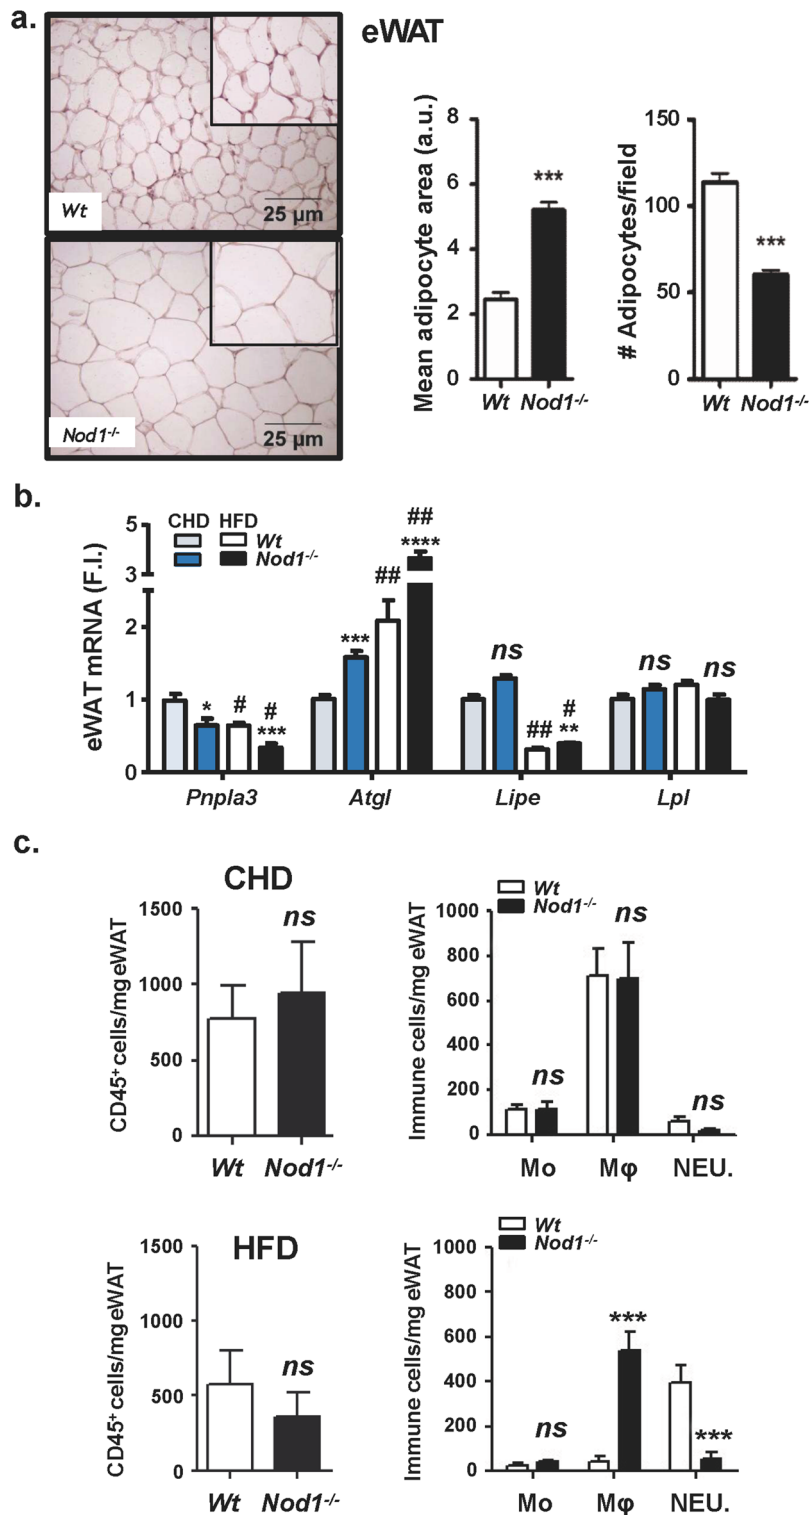 a.
eWAT
Wt
25 µm
Nod1-/-
25 µm
Mean adipocyte area (a.u.)
8
6
4
2
0
***
Wt Nod1-/-
# Adipocytes/field
150
100
50
0
***
Wt Nod1-/-
b.
eWAT mRNA (F.I.)
5
3
2
1
0
CHD HFD
Wt
Nod1-/-
* # # ***
*** ## ## ****
ns ## # **
ns ns
Pnpla3 Atgl Lipe Lpl
c.
CHD
CD45+ cells/mg eWAT
1500
1000
500
0
ns
Wt Nod1-/-
Wt
Nod1-/-
Immune cells/mg eWAT
1000
800
600
400
200
0
ns ns ns
Mo Mφ NEU.
HFD
CD45+ cells/mg eWAT
1500
1000
500
0
ns
Wt Nod1-/-
Wt
Nod1-/-
Immune cells/mg eWAT
1000
800
600
400
200
0
ns *** ***
Mo Mφ NEU.